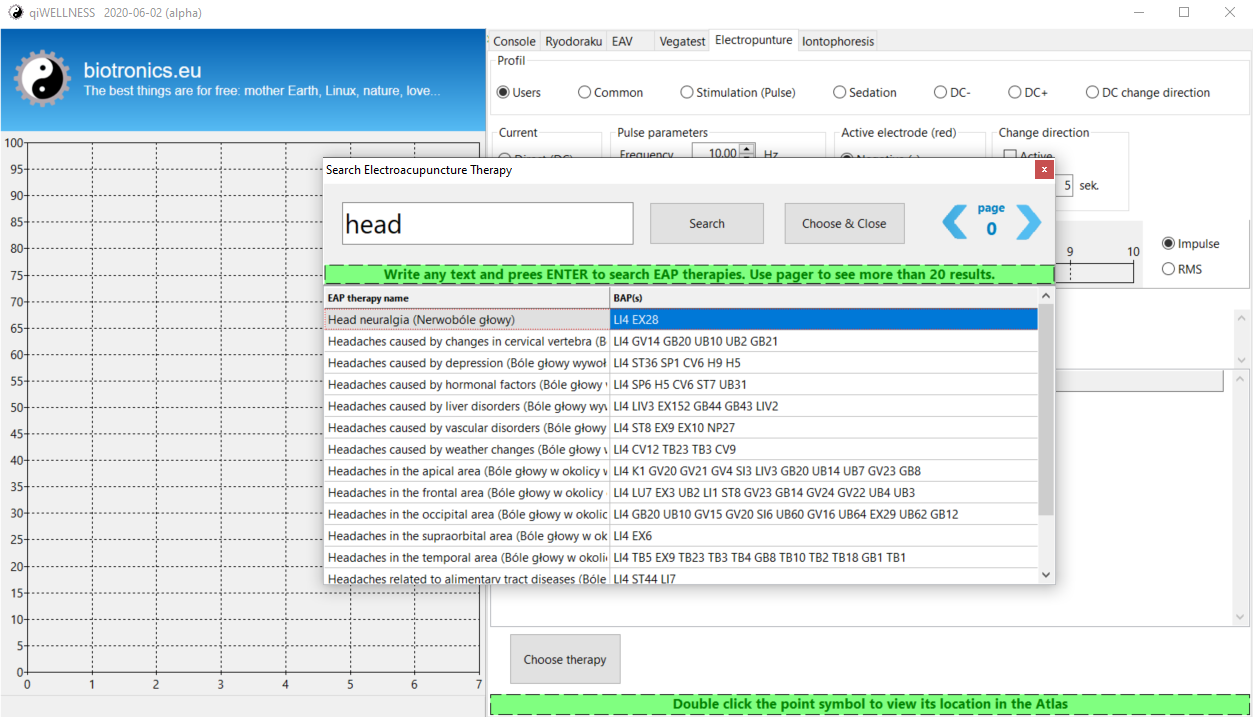 qiWELLNESS 2020-06-02 (alpha)
biotronics.eu
The best things are for free: mother Earth, Linux, nature, love...
Console Ryodoraku EAV Vegatest Electropunture Iontophoresis
Profil
Users Common Stimulation (Pulse) Sedation DC- DC+ DC change direction
Current Pulse parameters Active electrode (red) Change direction
Frequency 10.00 Hz Active
5 sek.
Search Electroacupuncture Therapy x
head Search Choose & Close page 0
Write any text and prees ENTER to search EAP therapies. Use pager to see more than 20 results.
EAP therapy name BAP(s)
Head neuralgia (Nerwobóle głowy) LI4 EX28
Headaches caused by changes in cervical vertebra (B LI4 GV14 GB20 UB10 UB2 GB21
Headaches caused by depression (Bóle głowy wywoł LI4 ST36 SP1 CV6 H9 H5
Headaches caused by hormonal factors (Bóle głowy LI4 SP6 H5 CV6 ST7 UB31
Headaches caused by liver disorders (Bóle głowy wyw LI4 LIV3 EX152 GB44 GB43 LIV2
Headaches caused by vascular disorders (Bóle głowy LI4 ST8 EX9 EX10 NP27
Headaches caused by weather changes (Bóle głowy LI4 CV12 TB23 TB3 CV9
Headaches in the apical area (Bóle głowy w okolicy LI4 K1 GV20 GV21 GV4 SI3 LIV3 GB20 UB14 UB7 GV23 GB8
Headaches in the frontal area (Bóle głowy w okolicy LI4 LU7 EX3 UB2 LI1 ST8 GV23 GB14 GV24 GV22 UB4 UB3
Headaches in the occipital area (Bóle głowy w okolic LI4 GB20 UB10 GV15 GV20 SI6 UB60 GV16 UB64 EX29 UB62 GB12
Headaches in the supraorbital area (Bóle głowy w ok LI4 EX6
Headaches in the temporal area (Bóle głowy w okoli LI4 TB5 EX9 TB23 TB3 TB4 GB8 TB10 TB2 TB18 GB1 TB1
Headaches related to alimentary tract diseases (Bóle LI4 ST44 LI7
9 10
Impulse
RMS
100
95
90
85
80
75
70
65
60
55
50
45
40
35
30
25
20
15
10
5
0
0 1 2 3 4 5 6 7
Choose therapy
Double click the point symbol to view its location in the Atlas